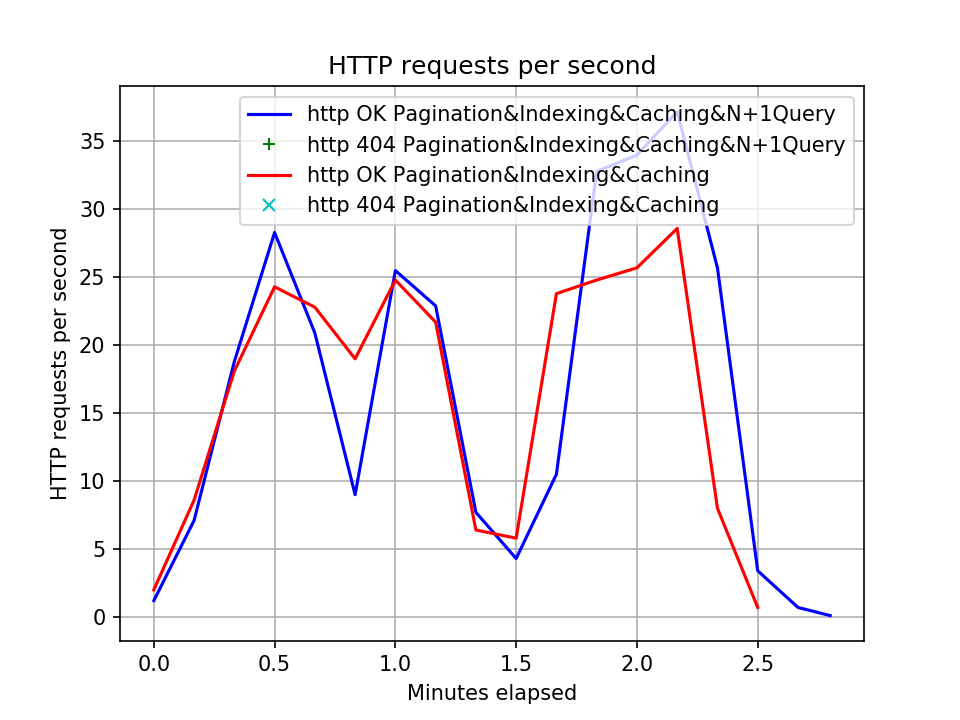 HTTP requests per second
http OK Pagination&Indexing&Caching&N+1Query
http 404 Pagination&Indexing&Caching&N+1Query
http OK Pagination&Indexing&Caching
http 404 Pagination&Indexing&Caching
HTTP requests per second
35
30
25
20
15
10
5
0
0.0 0.5 1.0 1.5 2.0 2.5
Minutes elapsed